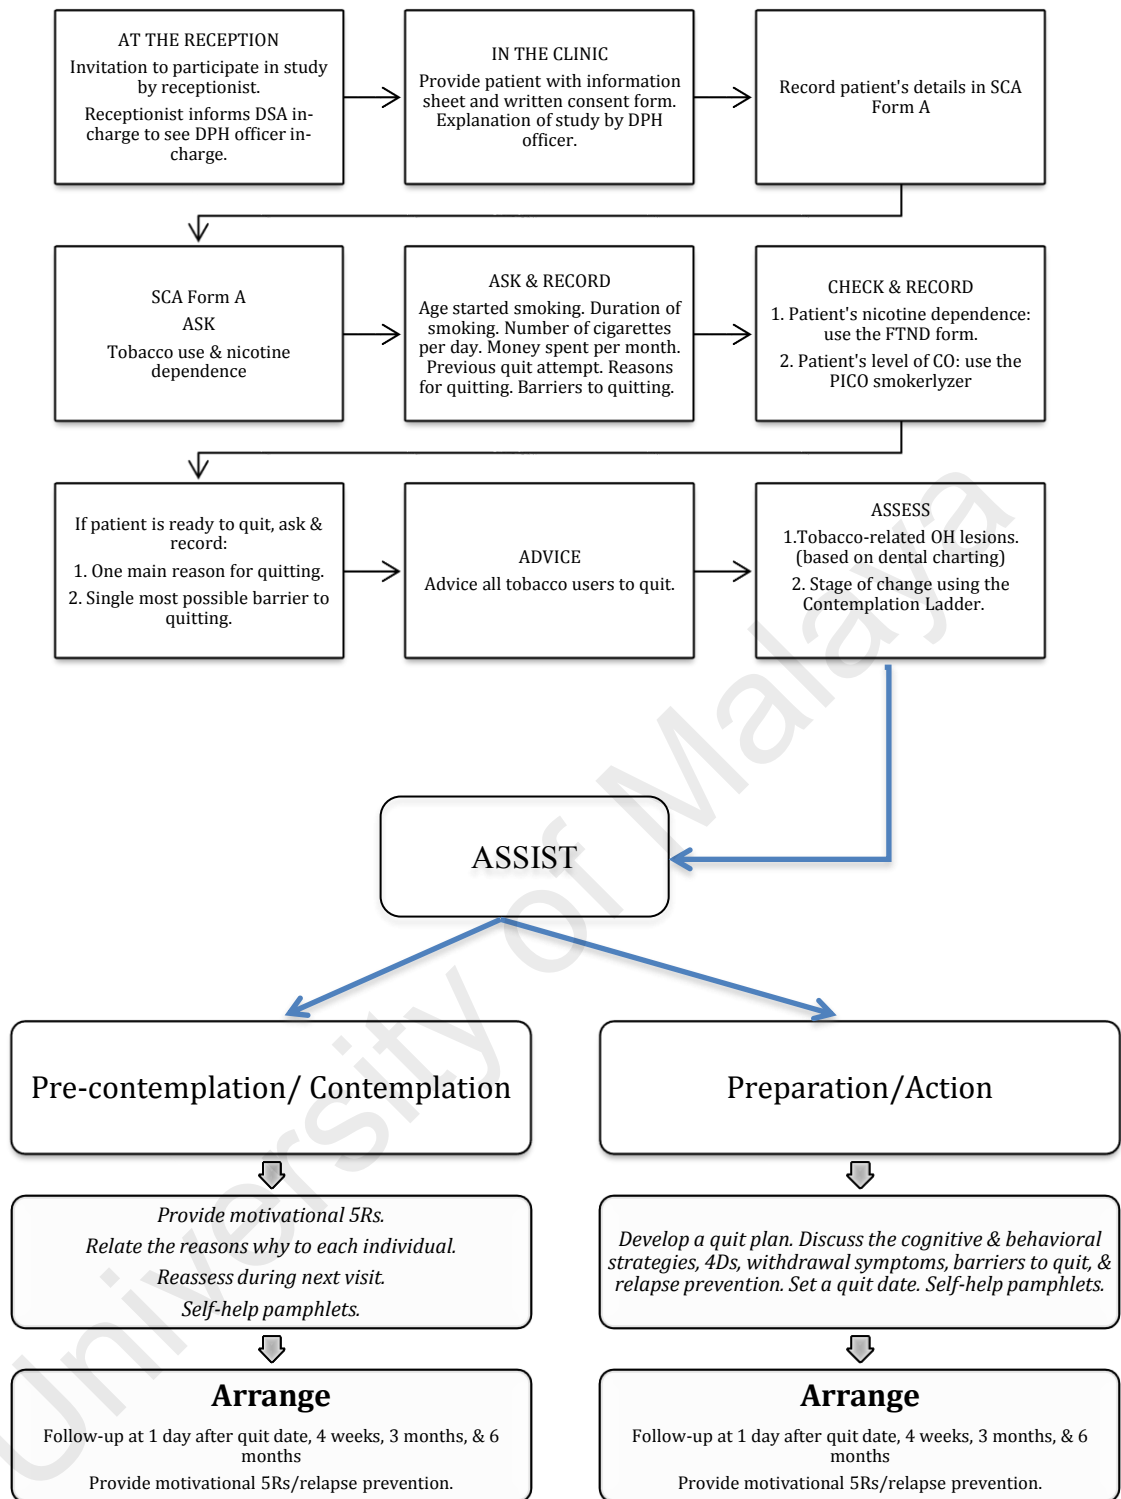 AT THE RECEPTION
Invitation to participate in study
by receptionist.
Receptionist informs DSA in-
charge to see DPH officer in-
charge.
IN THE CLINIC
Provide patient with information
sheet and written consent form.
Explanation of study by DPH
officer.
Record patient's details in SCA
Form A
SCA Form A
ASK
Tobacco use & nicotine
dependence
ASK & RECORD
Age started smoking. Duration of
smoking. Number of cigarettes
per day. Money spent per month.
Previous quit attempt. Reasons
for quitting. Barriers to quitting.
CHECK & RECORD
1. Patient's nicotine dependence:
use the FTND form.
2. Patient's level of CO: use the
PICO smokerlyzer
If patient is ready to quit, ask &
record:
1. One main reason for quitting.
2. Single most possible barrier to
quitting.
ADVICE
Advice all tobacco users to quit.
ASSESS
1.Tobacco-related OH lesions.
(based on dental charting)
2. Stage of change using the
Contemplation Ladder.
ASSIST
Pre-contemplation/ Contemplation
Preparation/Action
Provide motivational 5Rs.
Relate the reasons why to each individual.
Reassess during next visit.
Self-help pamphlets.
Develop a quit plan. Discuss the cognitive & behavioral
strategies, 4Ds, withdrawal symptoms, barriers to quit, &
relapse prevention. Set a quit date. Self-help pamphlets.
Arrange
Follow-up at 1 day after quit date, 4 weeks, 3 months, & 6
months
Provide motivational 5Rs/relapse prevention.
Arrange
Follow-up at 1 day after quit date, 4 weeks, 3 months, & 6
months
Provide motivational 5Rs/relapse prevention.
University of Malaya